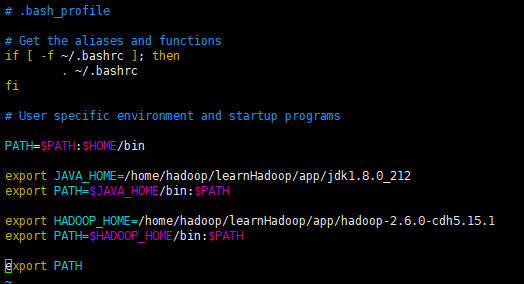 # .bash_profile
# Get the aliases and functions
if [ -f ~/.bashrc ]; then
        . ~/.bashrc
fi
# User specific environment and startup programs
PATH=$PATH:$HOME/bin
export JAVA_HOME=/home/hadoop/learnHadoop/app/jdk1.8.0_212
export PATH=$JAVA_HOME/bin:$PATH
export HADOOP_HOME=/home/hadoop/learnHadoop/app/hadoop-2.6.0-cdh5.15.1
export PATH=$HADOOP_HOME/bin:$PATH
export PATH
~